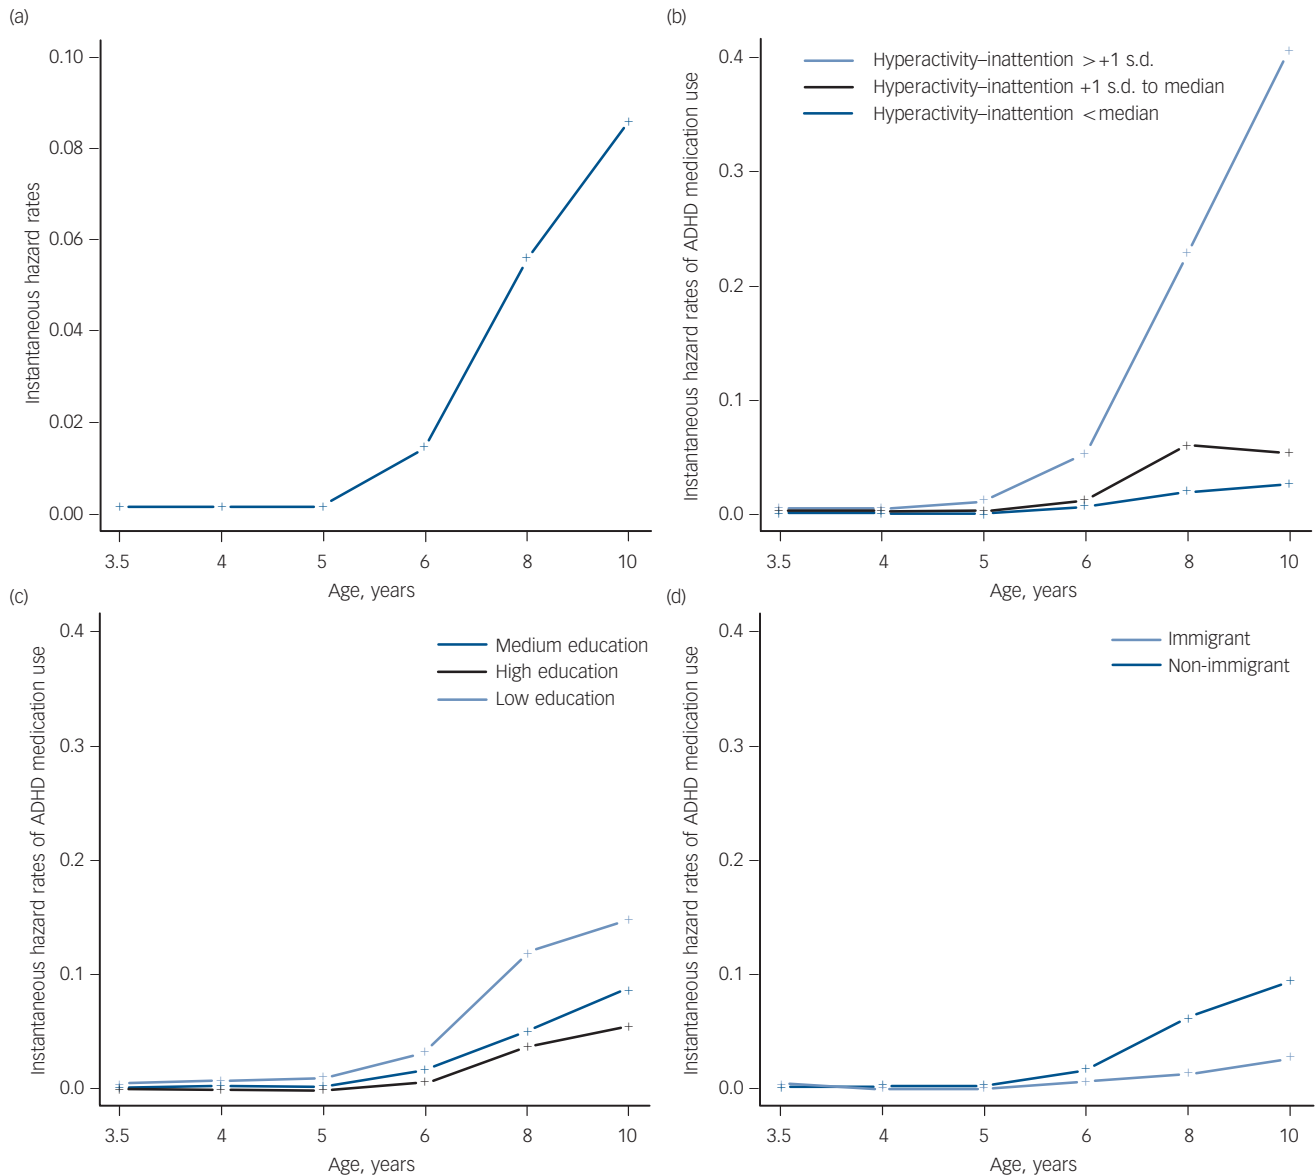 (a)
Instantaneous hazard rates
0.10
0.08
0.06
0.04
0.02
0.00
3.5 4 5 6 8 10
Age, years
(b)
Instantaneous hazard rates of ADHD medication use
0.4
0.3
0.2
0.1
0.0
Hyperactivity–inattention >+1 s.d.
Hyperactivity–inattention +1 s.d. to median
Hyperactivity–inattention <median
3.5 4 5 6 8 10
Age, years
(c)
Instantaneous hazard rates of ADHD medication use
0.4
0.3
0.2
0.1
0.0
Medium education
High education
Low education
3.5 4 5 6 8 10
Age, years
(d)
Instantaneous hazard rates of ADHD medication use
0.4
0.3
0.2
0.1
0.0
Immigrant
Non-immigrant
3.5 4 5 6 8 10
Age, years